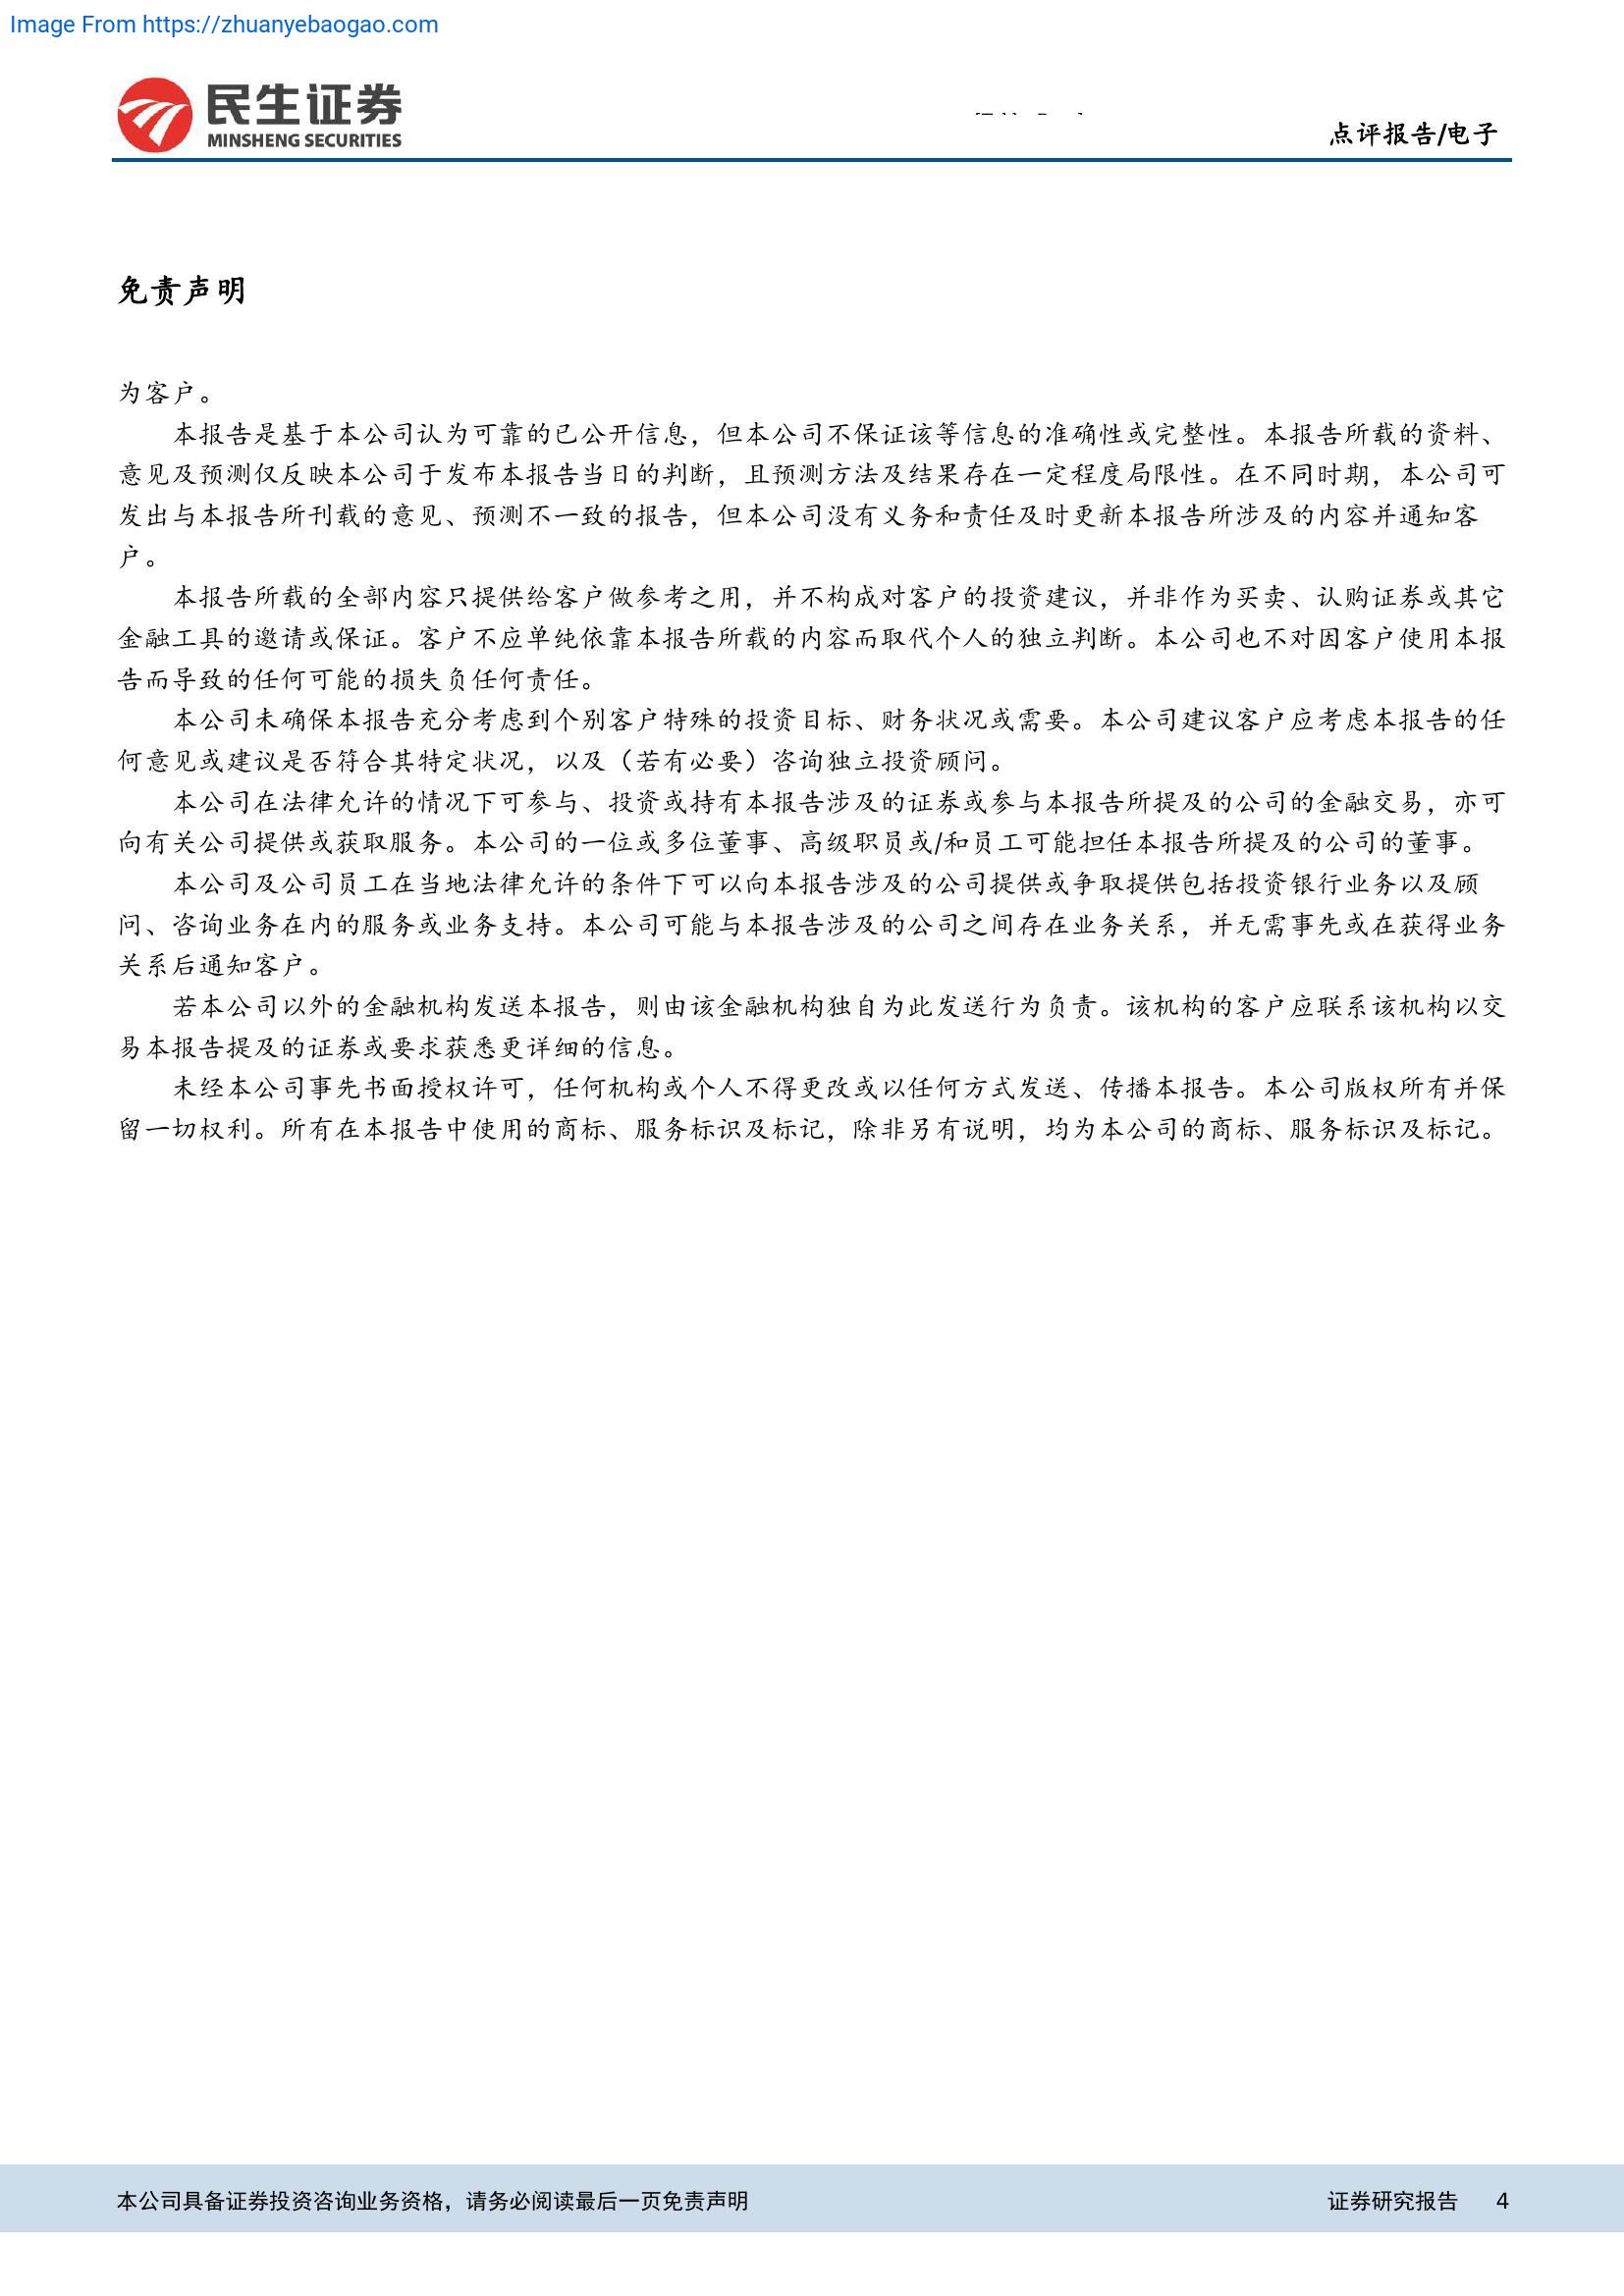 Image From https://zhuanyebaogao.com
民生证券
MINSHENG SECURITIES
点评报告/电子
免责声明
为客户。
本报告是基于本公司认为可靠的已公开信息，但本公司不保证该等信息的准确性或完整性。本报告所载的资料、
意见及预测仅反映本公司于发布本报告当日的判断，且预测方法及结果存在一定程度局限性。在不同时期，本公司可
发出与本报告所刊载的意见、预测不一致的报告，但本公司没有义务和责任及时更新本报告所涉及的内容并通知客
户。
本报告所载的全部内容只提供给客户做参考之用，并不构成对客户的投资建议，并非作为买卖、认购证券或其它
金融工具的邀请或保证。客户不应单纯依靠本报告所载的内容而取代个人的独立判断。本公司也不对因客户使用本报
告而导致的任何可能的损失负任何责任。
本公司未确保本报告充分考虑到个别客户特殊的投资目标、财务状况或需要。本公司建议客户应考虑本报告的任
何意见或建议是否符合其特定状况，以及（若有必要）咨询独立投资顾问。
本公司在法律允许的情况下可参与、投资或持有本报告涉及的证券或参与本报告所提及的公司的金融交易，亦可
向有关公司提供或获取服务。本公司的一位或多位董事、高级职员或/和员工可能担任本报告所提及的公司的董事。
本公司及公司员工在当地法律允许的条件下可以向本报告涉及的公司提供或争取提供包括投资银行业务以及顾
问、咨询业务在内的服务或业务支持。本公司可能与本报告涉及的公司之间存在业务关系，并无需事先或在获得业务
关系后通知客户。
若本公司以外的金融机构发送本报告，则由该金融机构独自为此发送行为负责。该机构的客户应联系该机构以交
易本报告提及的证券或要求获悉更详细的信息。
未经本公司事先书面授权许可，任何机构或个人不得更改或以任何方式发送、传播本报告。本公司版权所有并保
留一切权利。所有在本报告中使用的商标、服务标识及标记，除非另有说明，均为本公司的商标、服务标识及标记。
本公司具备证券投资咨询业务资格，请务必阅读最后一页免责声明
证券研究报告 4